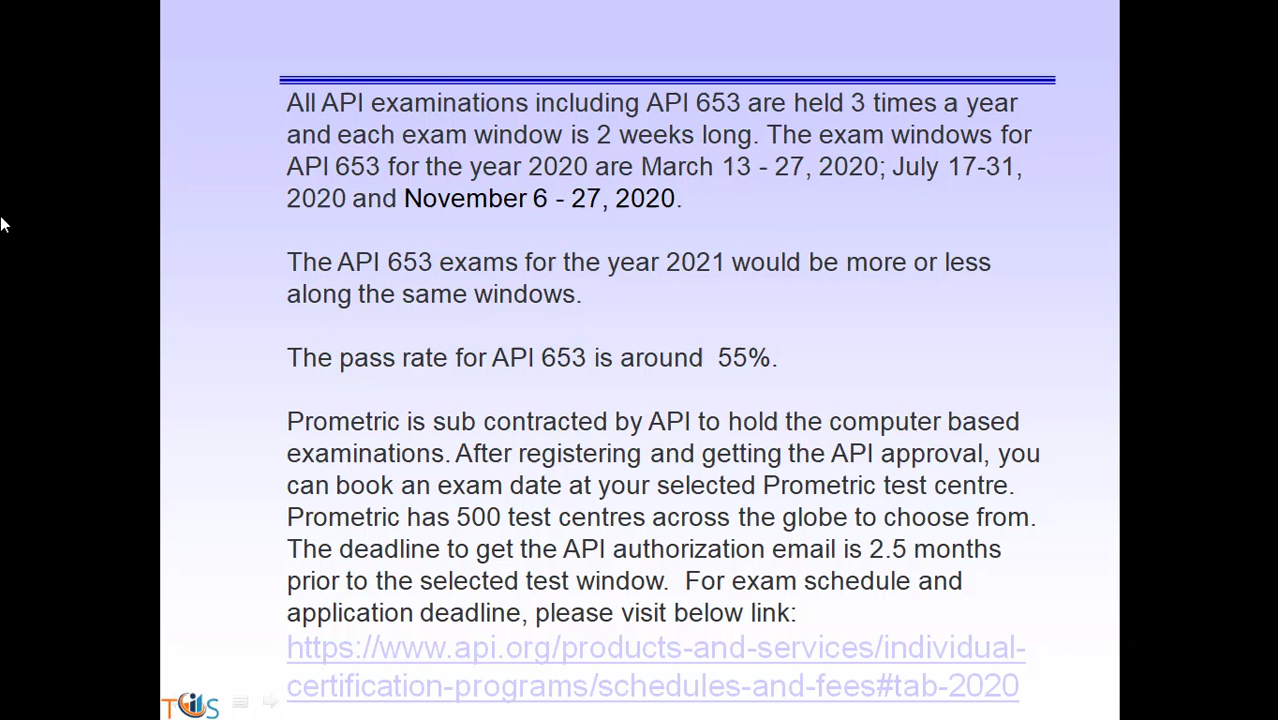 All API examinations including API 653 are held 3 times a year
and each exam window is 2 weeks long. The exam windows for
API 653 for the year 2020 are March 13 - 27, 2020; July 17-31,
2020 and November 6 - 27, 2020.
The API 653 exams for the year 2021 would be more or less
along the same windows.
The pass rate for API 653 is around 55%.
Prometric is sub contracted by API to hold the computer based
examinations. After registering and getting the API approval, you
can book an exam date at your selected Prometric test centre.
Prometric has 500 test centres across the globe to choose from.
The deadline to get the API authorization email is 2.5 months
prior to the selected test window. For exam schedule and
application deadline, please visit below link:
https://www.api.org/products-and-services/individual-
certification-programs/schedules-and-fees#tab-2020